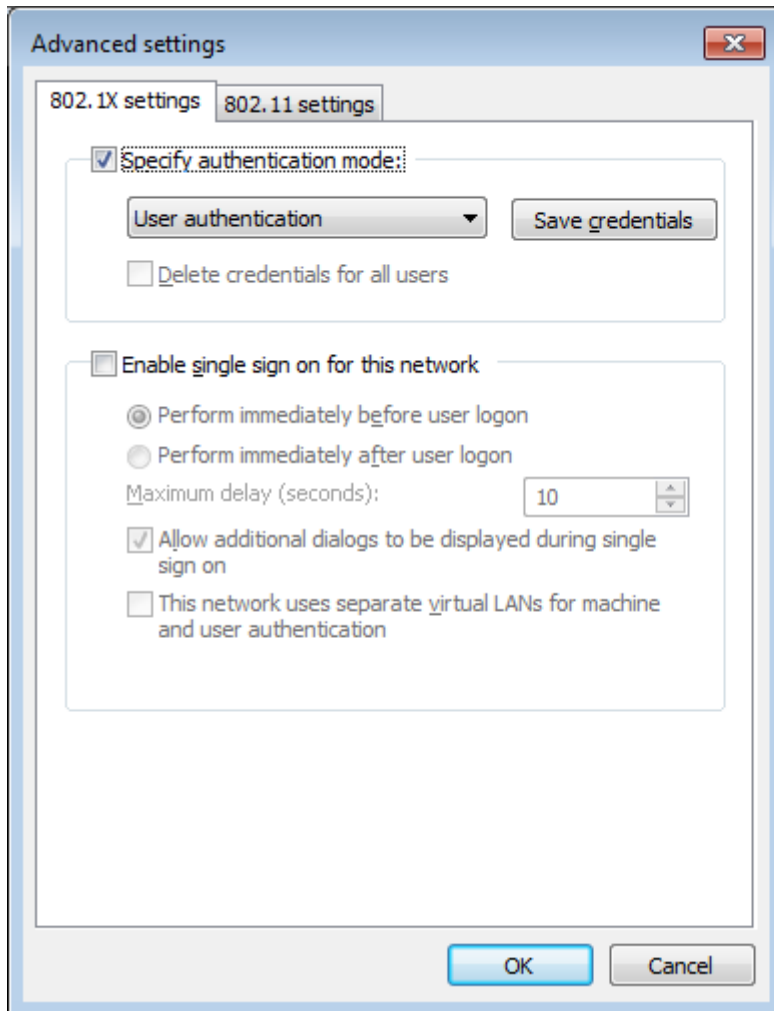 Advanced settings
802.1X settings
802.11 settings
Specify authentication mode:
User authentication
Save credentials
Delete credentials for all users
Enable single sign on for this network
Perform immediately before user logon
Perform immediately after user logon
Maximum delay (seconds):
10
Allow additional dialogs to be displayed during single
sign on
This network uses separate virtual LANs for machine
and user authentication
OK
Cancel